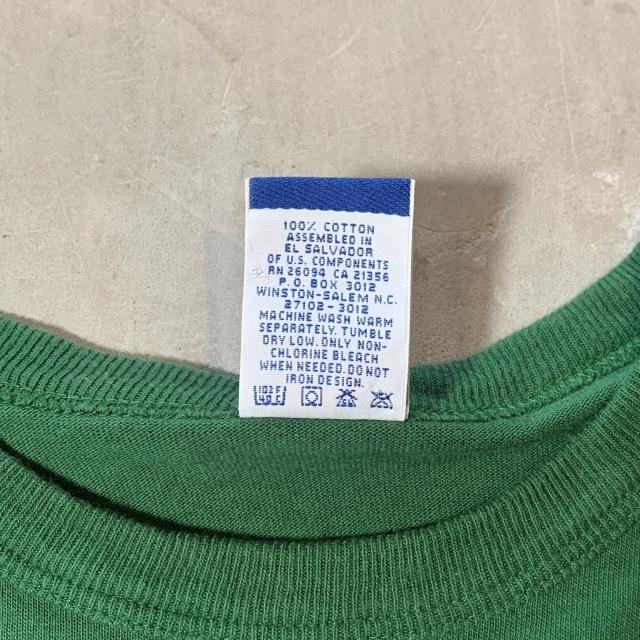 100% COTTON
ASSEMBLED IN
EL SALVADOR
OF U.S. COMPONENTS
RN 26094 CA 21356
P.O. BOX 3012
WINSTON-SALEM N.C.
27102-3012
MACHINE WASH WARM
SEPARATELY. TUMBLE
DRY LOW. ONLY NON-
CHLORINE BLEACH
WHEN NEEDED. DO NOT
IRON DESIGN.